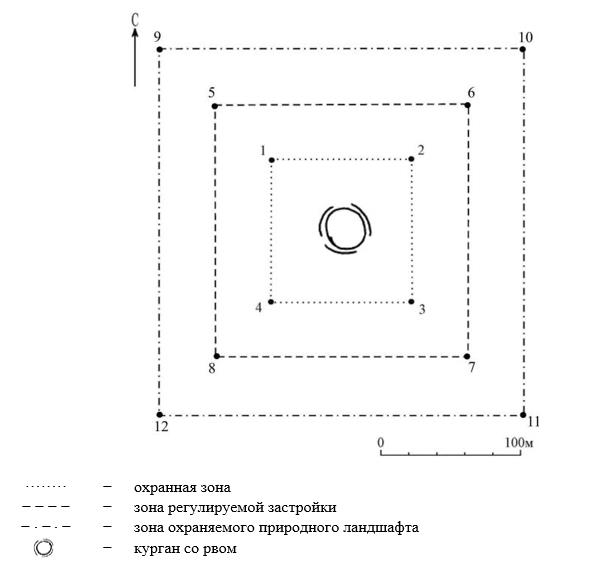 С
9 10
5 6
1 2
4 3
8 7
12 11
0 100м
– охранная зона
– зона регулируемой застройки
– зона охраняемого природного ландшафта
– курган со рвом